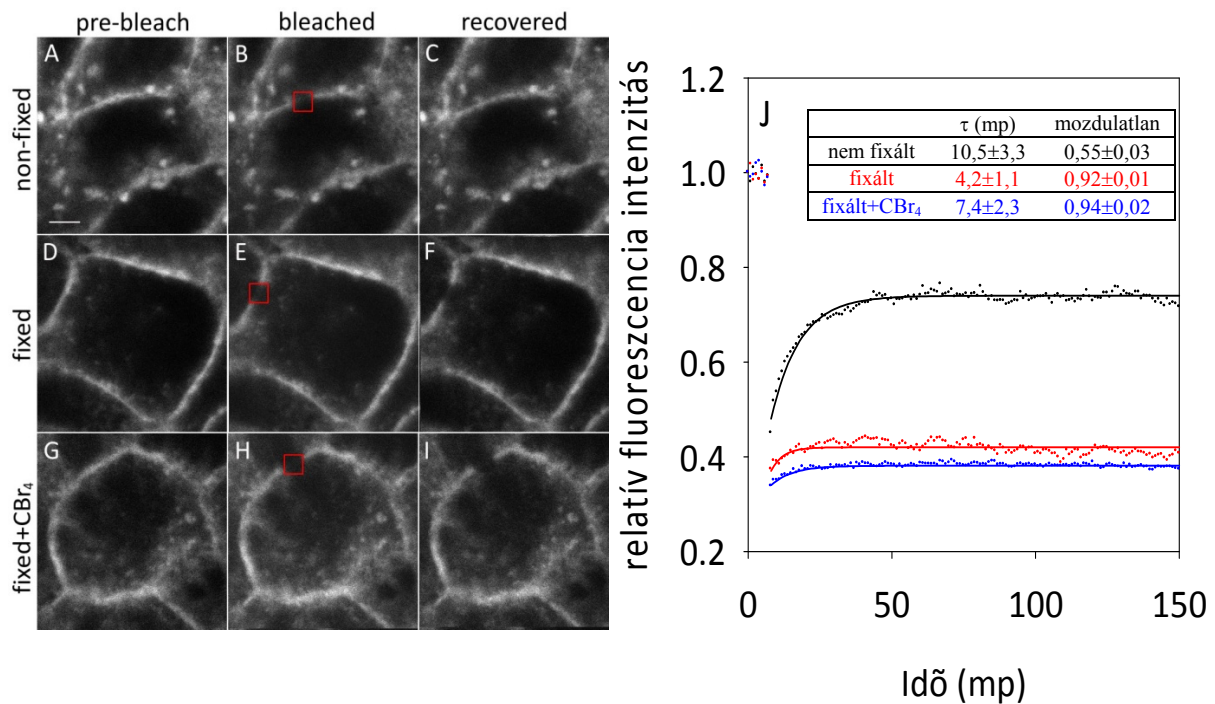 pre-bleach bleached recovered
non-fixed
A B C
fixed
D E F
fixed+CBr₄
G H I
relatív fluoreszcencia intenzitás
1.2
1.0
0.8
0.6
0.4
0.2
J
τ (mp) mozdulatlan
nem fixált 10,5±3,3 0,55±0,03
fixált 4,2±1,1 0,92±0,01
fixált+CBr₄ 7,4±2,3 0,94±0,02
0 50 100 150
Idõ (mp)